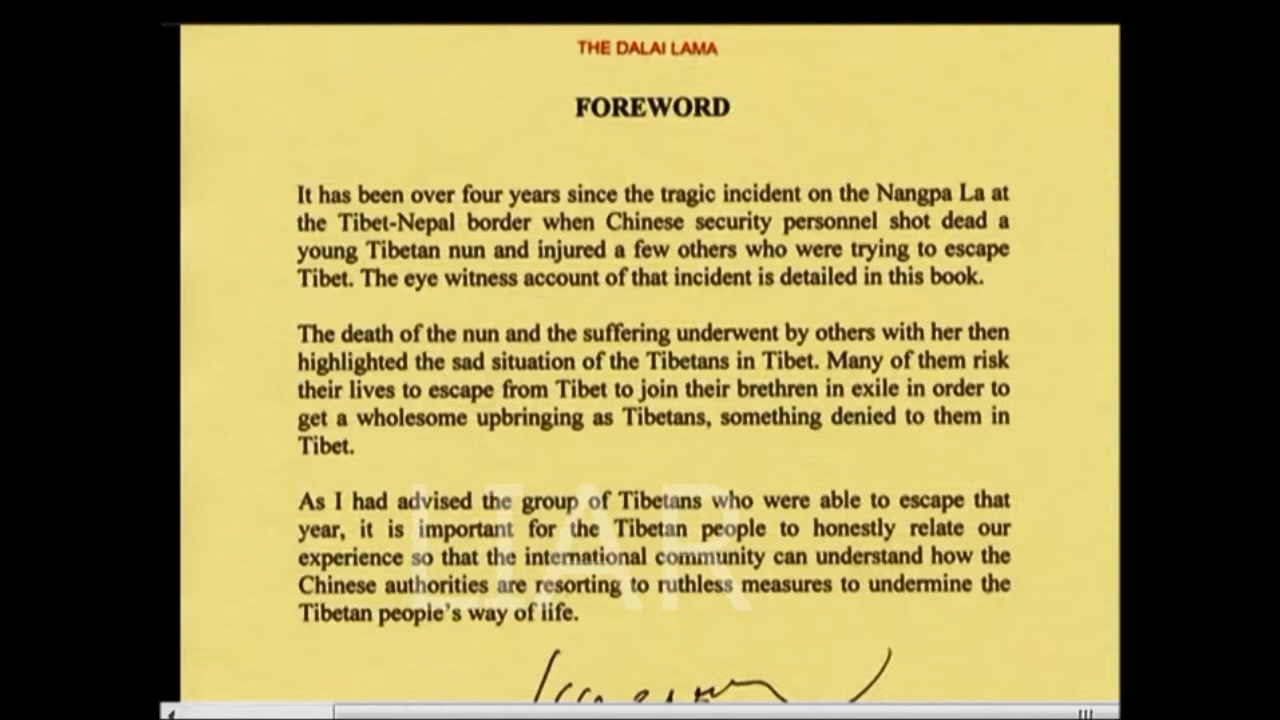 THE DALAI LAMA
FOREWORD
It has been over four years since the tragic incident on the Nangpa La at
the Tibet-Nepal border when Chinese security personnel shot dead a
young Tibetan nun and injured a few others who were trying to escape
Tibet. The eye witness account of that incident is detailed in this book.
The death of the nun and the suffering underwent by others with her then
highlighted the sad situation of the Tibetans in Tibet. Many of them risk
their lives to escape from Tibet to join their brethren in exile in order to
get a wholesome upbringing as Tibetans, something denied to them in
Tibet.
As I had advised the group of Tibetans who were able to escape that
year, it is important for the Tibetan people to honestly relate our
experience so that the international community can understand how the
Chinese authorities are resorting to ruthless measures to undermine the
Tibetan people's way of life.
LIAR